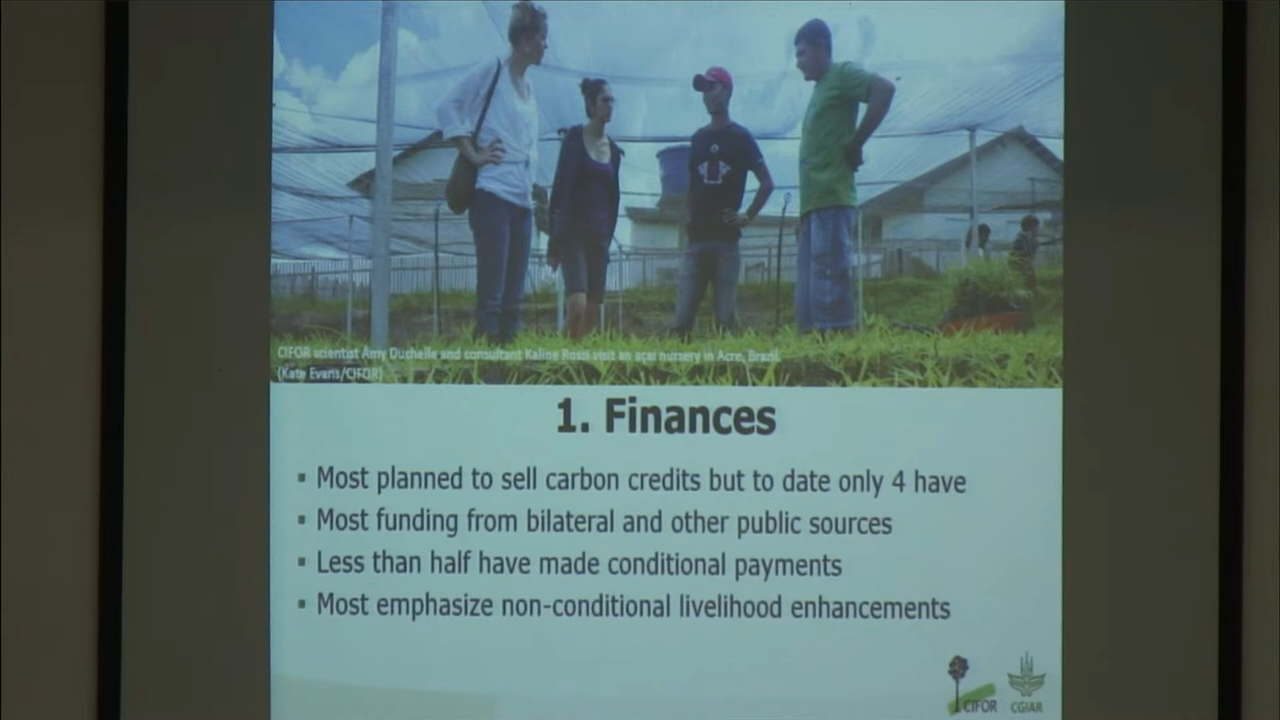 CIFOR scientist Amy Duchelle and consultant Kaline Rossi visit an açaí nursery in Acre, Brazil.
(Kate Evans/CIFOR)
1. Finances
▪ Most planned to sell carbon credits but to date only 4 have
▪ Most funding from bilateral and other public sources
▪ Less than half have made conditional payments
▪ Most emphasize non-conditional livelihood enhancements
CIFOR CGIAR